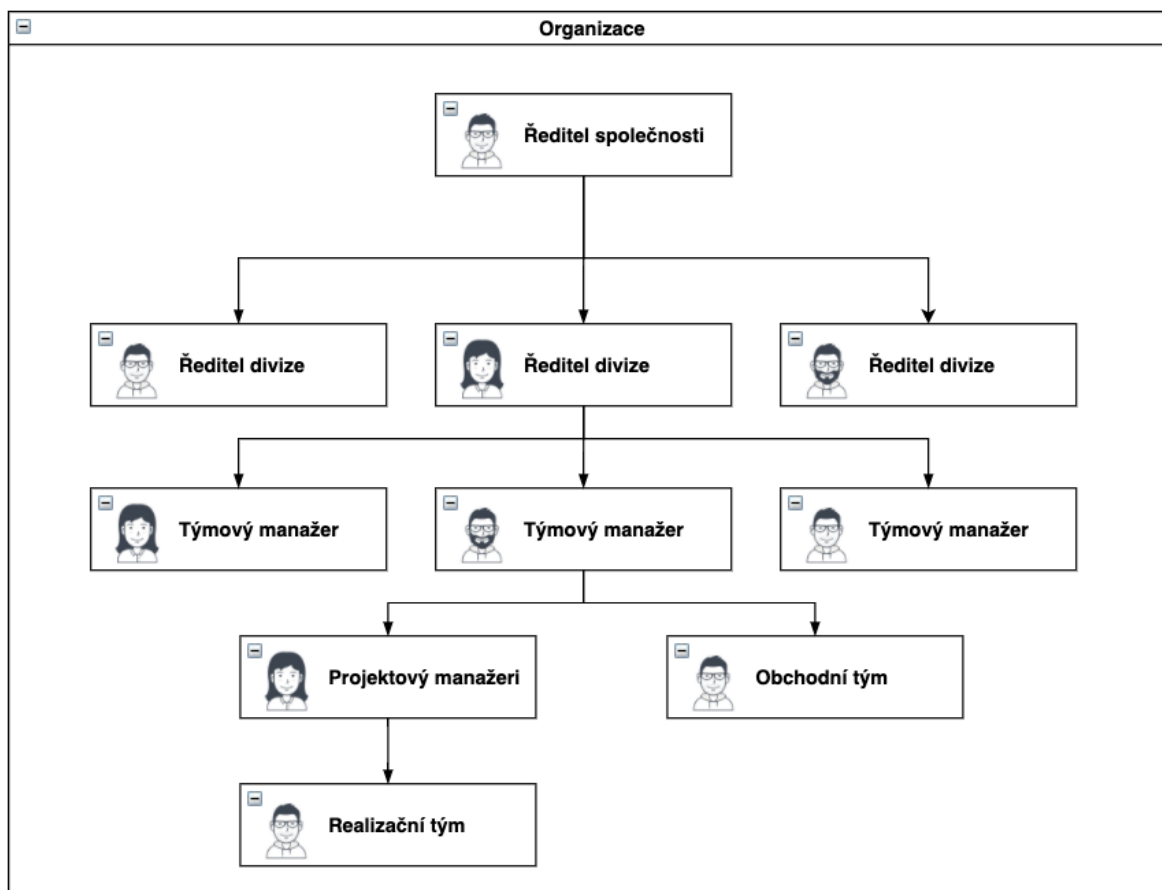 Organizace
Ředitel společnosti
Ředitel divize
Ředitel divize
Ředitel divize
Týmový manažer
Týmový manažer
Týmový manažer
Projektový manažeri
Obchodní tým
Realizační tým